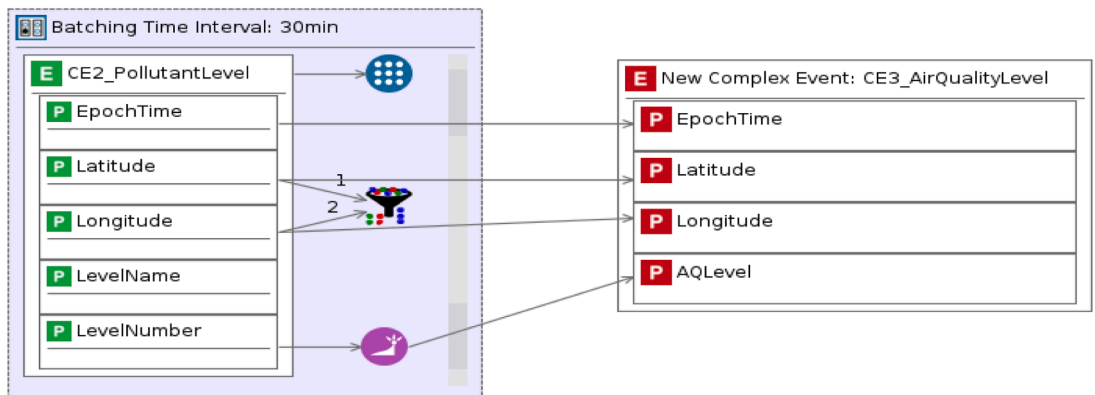 Batching Time Interval: 30min
E CE2_PollutantLevel
P EpochTime
P Latitude
P Longitude
P LevelName
P LevelNumber
1
2
E New Complex Event: CE3_AirQualityLevel
P EpochTime
P Latitude
P Longitude
P AQLevel